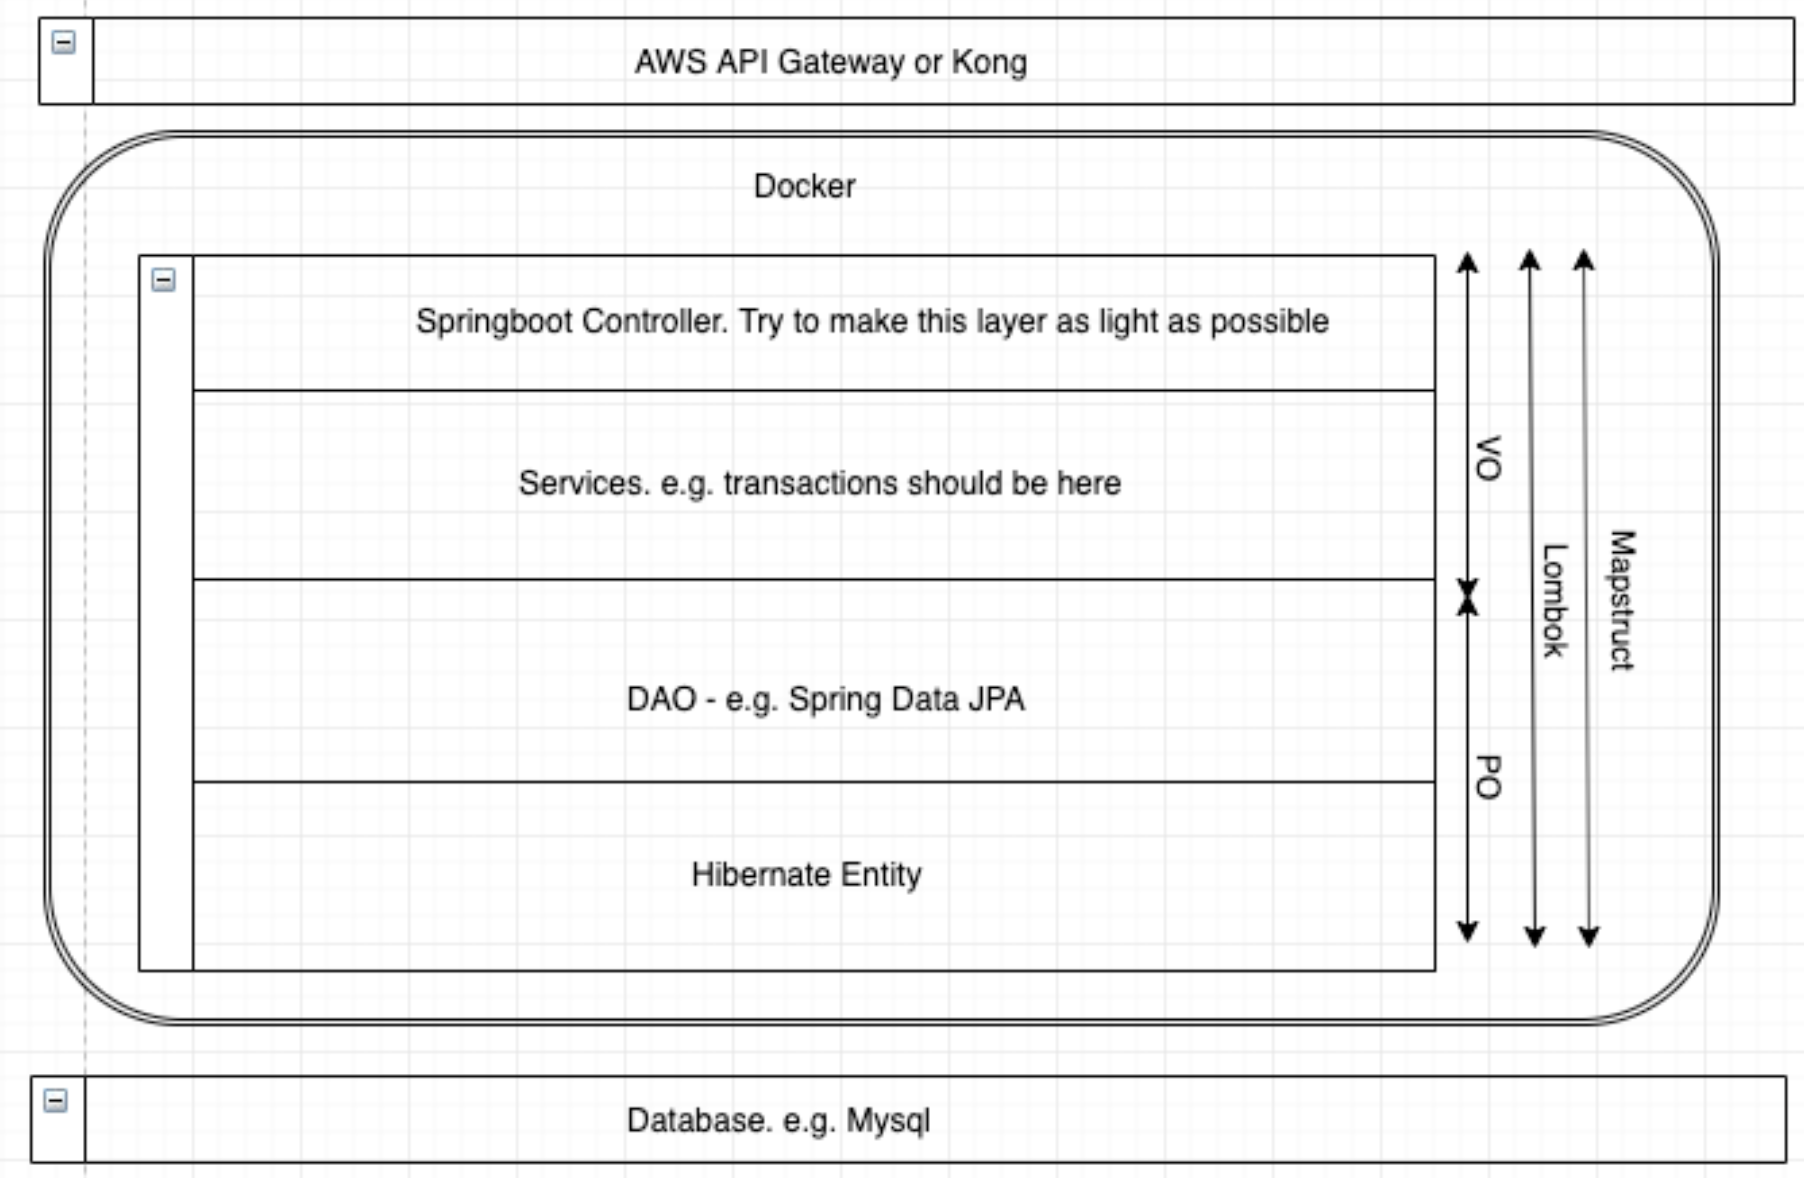 AWS API Gateway or Kong
Docker
Springboot Controller. Try to make this layer as light as possible
Services. e.g. transactions should be here
VO
Lombok
Mapstruct
DAO - e.g. Spring Data JPA
PO
Hibernate Entity
Database. e.g. Mysql